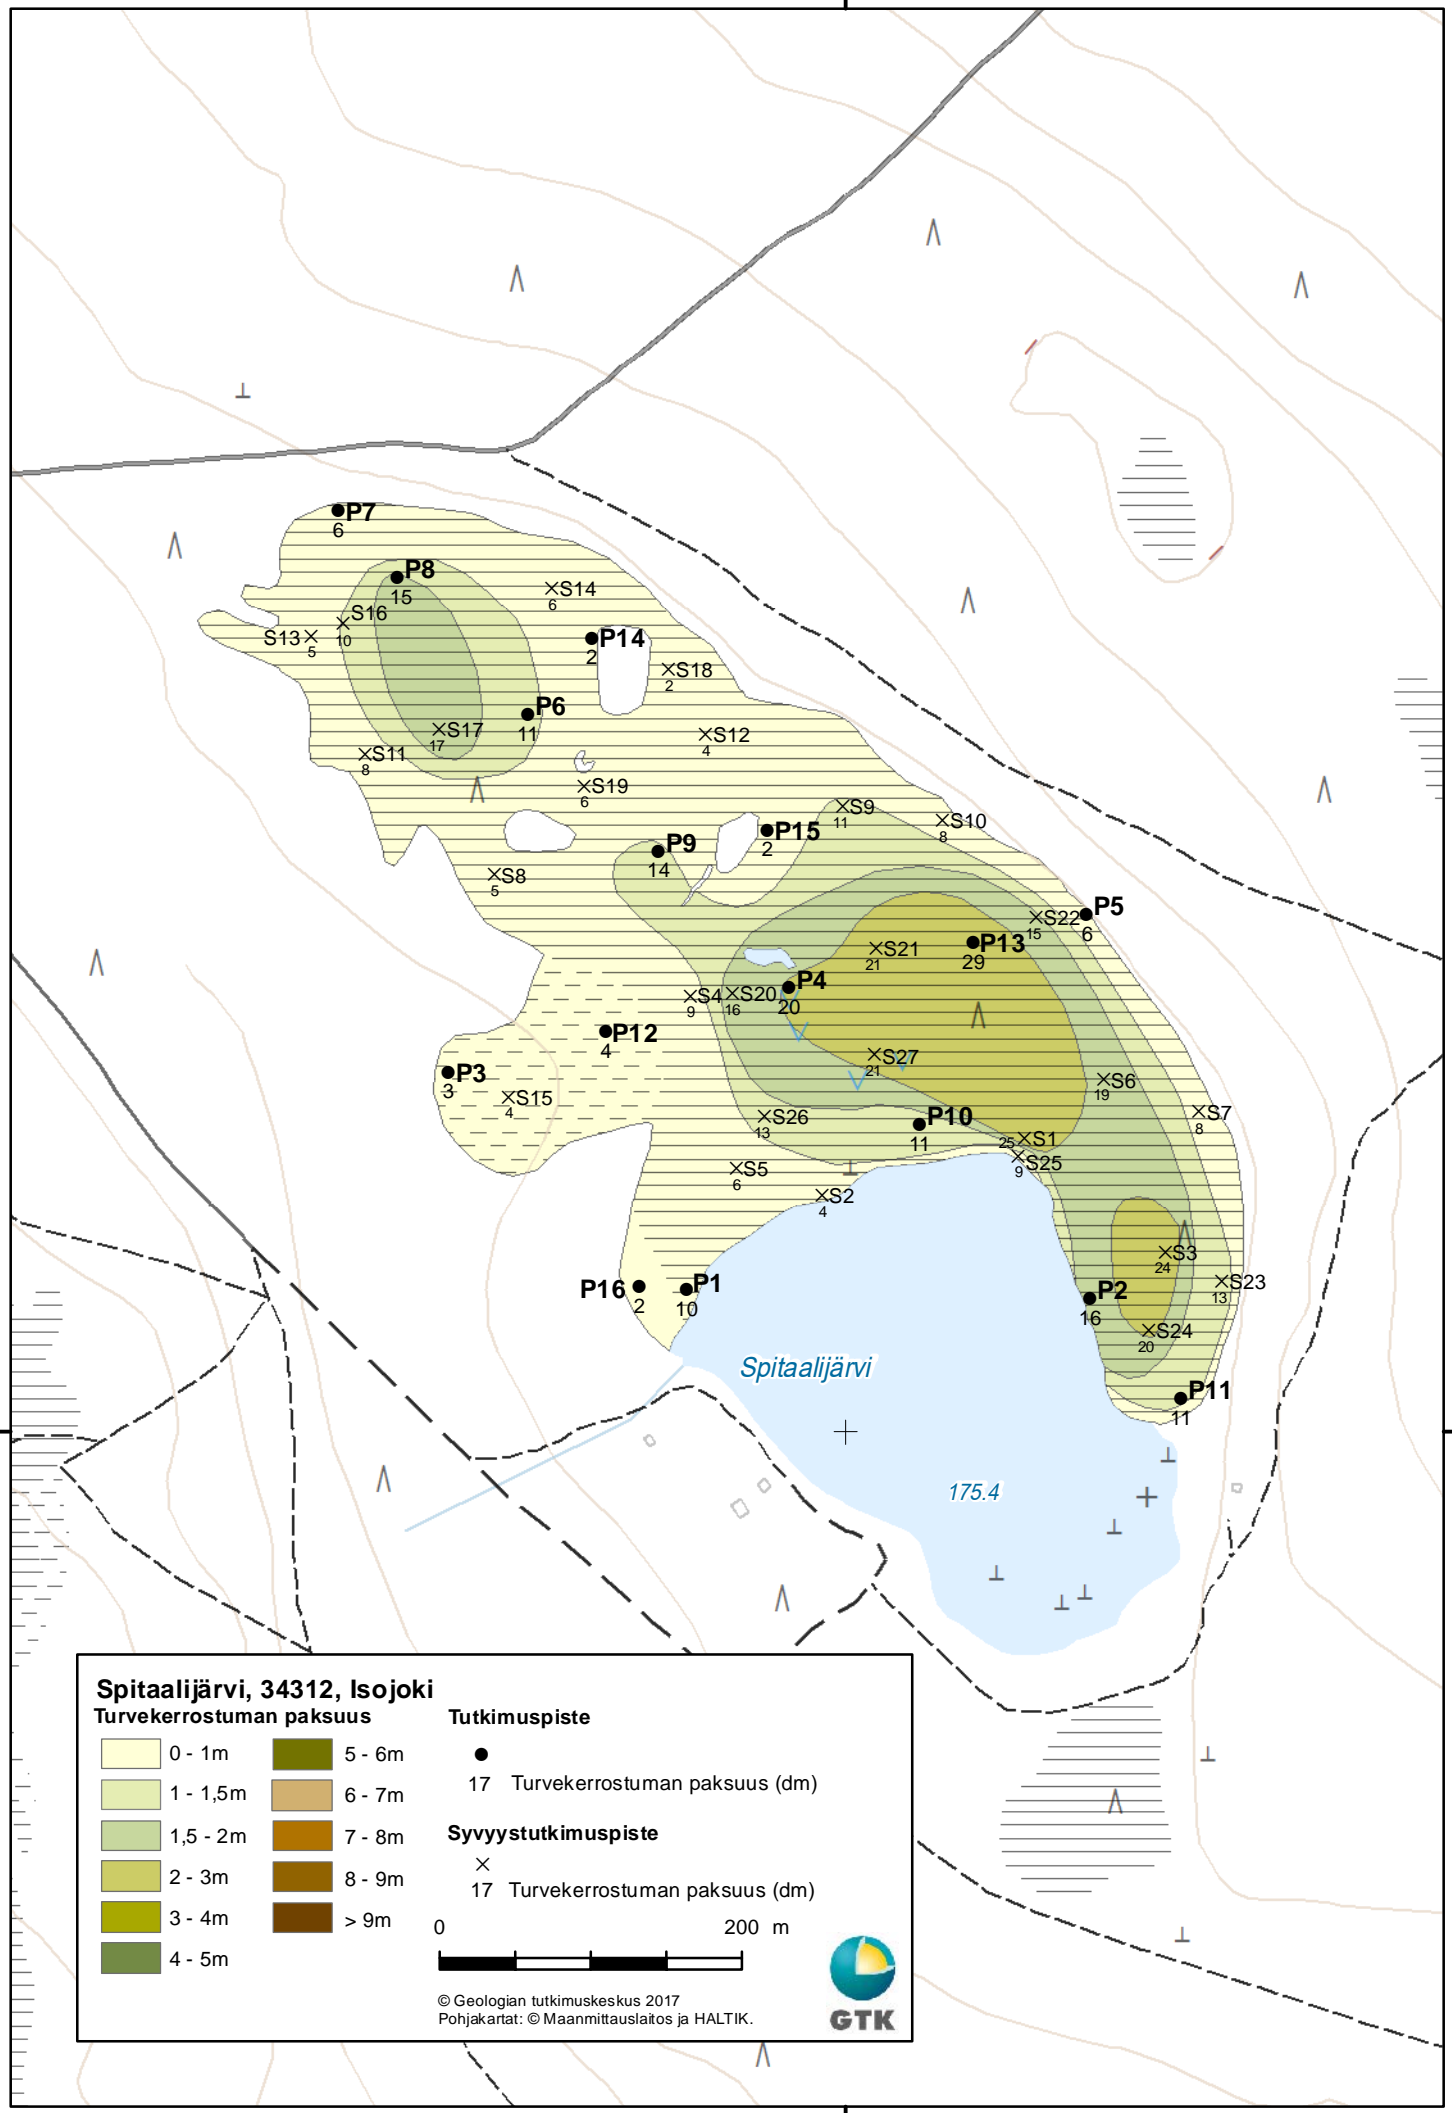 P7
6
P8
15
S14
6
S16
10
S13
5
P14
2
S18
2
P6
11
S17
17
S12
4
S11
8
S19
6
S9
11
S10
8
P15
2
P9
14
S8
5
P5
6
S22
15
P13
29
S21
21
P4
20
S20
16
S4
9
P12
4
S27
21
P3
3
S15
4
S6
19
S7
8
S26
13
P10
11
S1
25
S25
9
S5
6
S2
4
S3
24
S23
13
P16
2
P1
10
P2
16
S24
20
Spitaalijärvi
P11
11
175.4
Spitaalijärvi, 34312, Isojoki
Turvekerrostuman paksuus
0 - 1m
1 - 1,5m
1,5 - 2m
2 - 3m
3 - 4m
4 - 5m
5 - 6m
6 - 7m
7 - 8m
8 - 9m
> 9m
Tutkimuspiste
17 Turvekerrostuman paksuus (dm)
Syvyystutkimuspiste
17 Turvekerrostuman paksuus (dm)
0 200 m
© Geologian tutkimuskeskus 2017
Pohjakartat: © Maanmittauslaitos ja HALTIK.
GTK